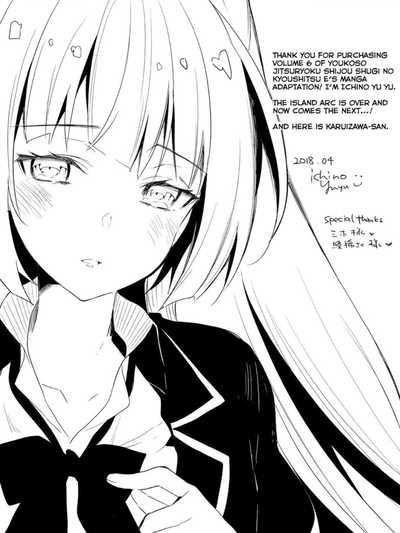 THANK YOU FOR PURCHASING
VOLUME 6 OF YOUKOSO
JITSURYOKU SHIJOU SHUGI NO
KYOUSHITSU E'S MANGA
ADAPTATION! I'M ICHINO YU YU.
THE ISLAND ARC IS OVER AND
NOW COMES THE NEXT...!
AND HERE IS KARUIZAWA-SAN.
2018.04
ichino
yuyu
special thanks